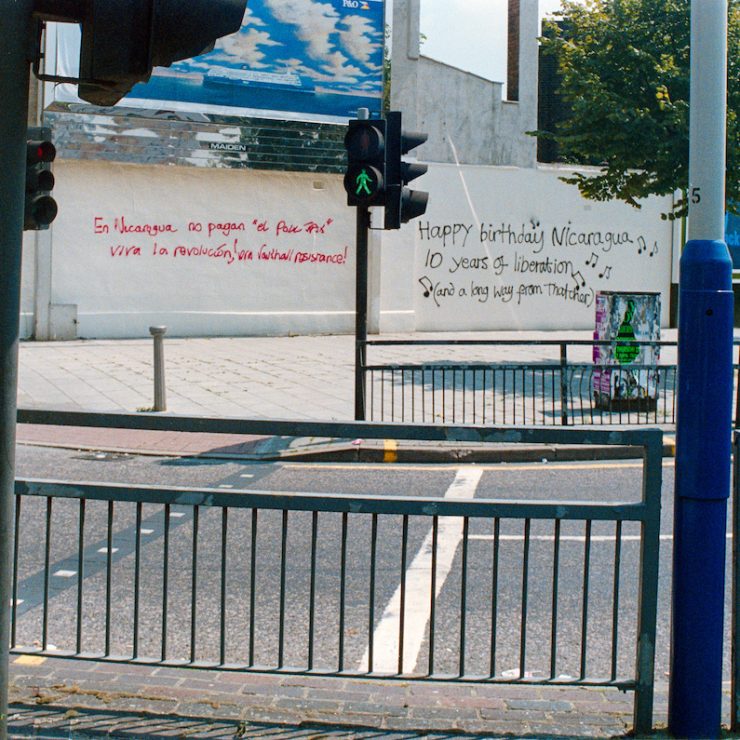 P&O
MAIDEN
En Nicaragua no pagan "el Poll Tax"
viva la revolución! viva Vauxhall resistance!
Happy birthday Nicaragua
10 years of liberation
(and a long way from Thatcher)
5